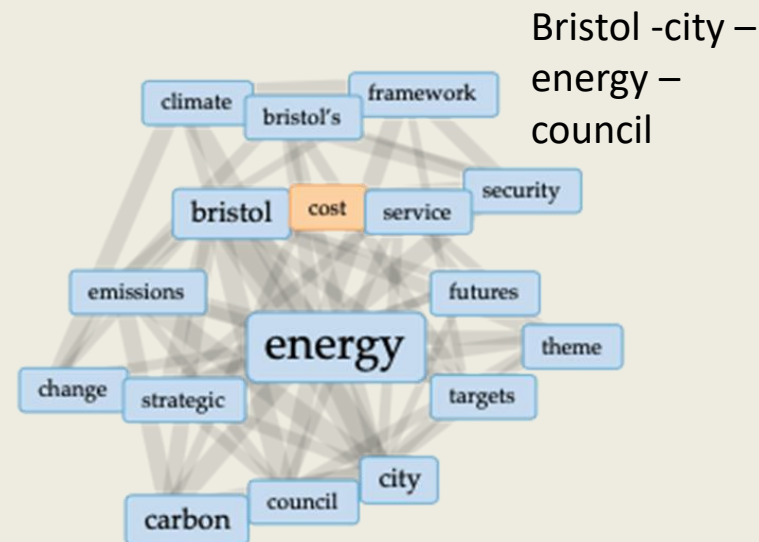 Bristol -city –
energy –
council
climate
bristol's
framework
bristol
cost
service
security
emissions
futures
energy
theme
change
strategic
targets
city
council
carbon